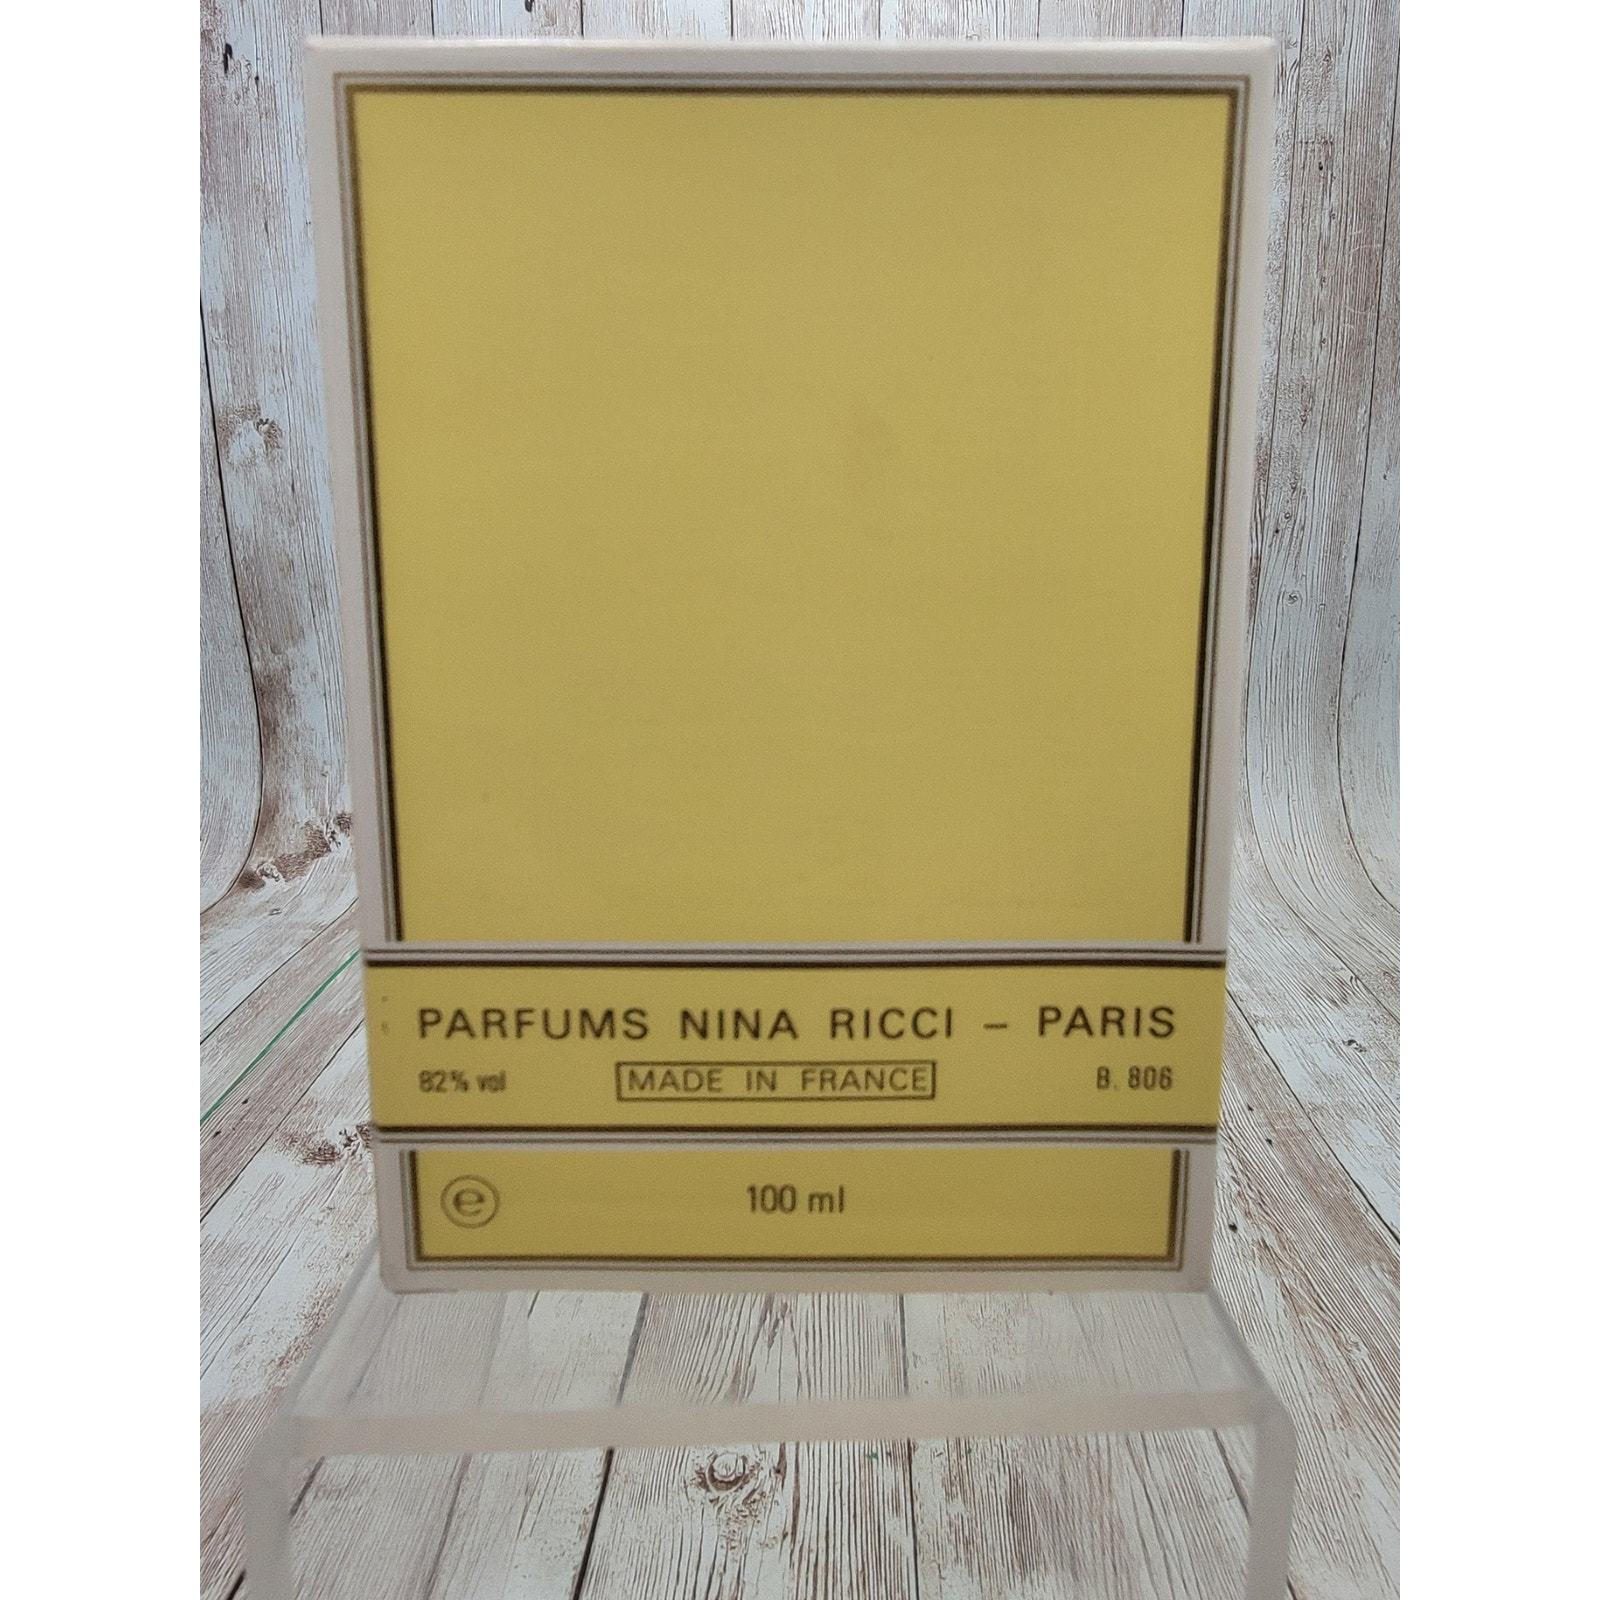 PARFUMS NINA RICCI – PARIS
82% vol MADE IN FRANCE B. 806
℮ 100 ml